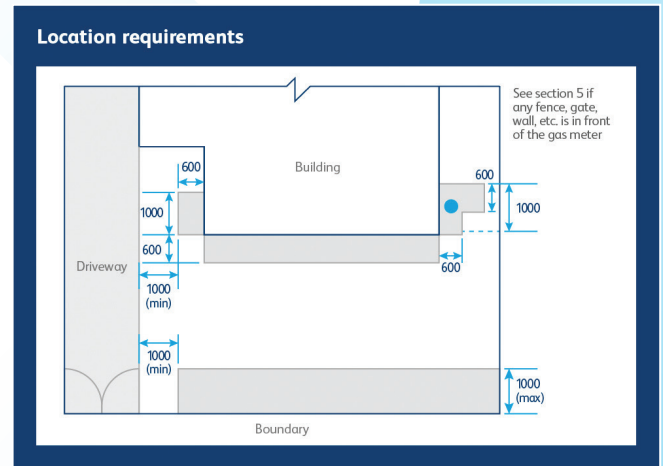 Location requirements
See section 5 if
any fence, gate,
wall, etc. is in front
of the gas meter
Building
600
600
1000
1000
600
600
Driveway
1000
(min)
1000
(min)
1000
(max)
Boundary